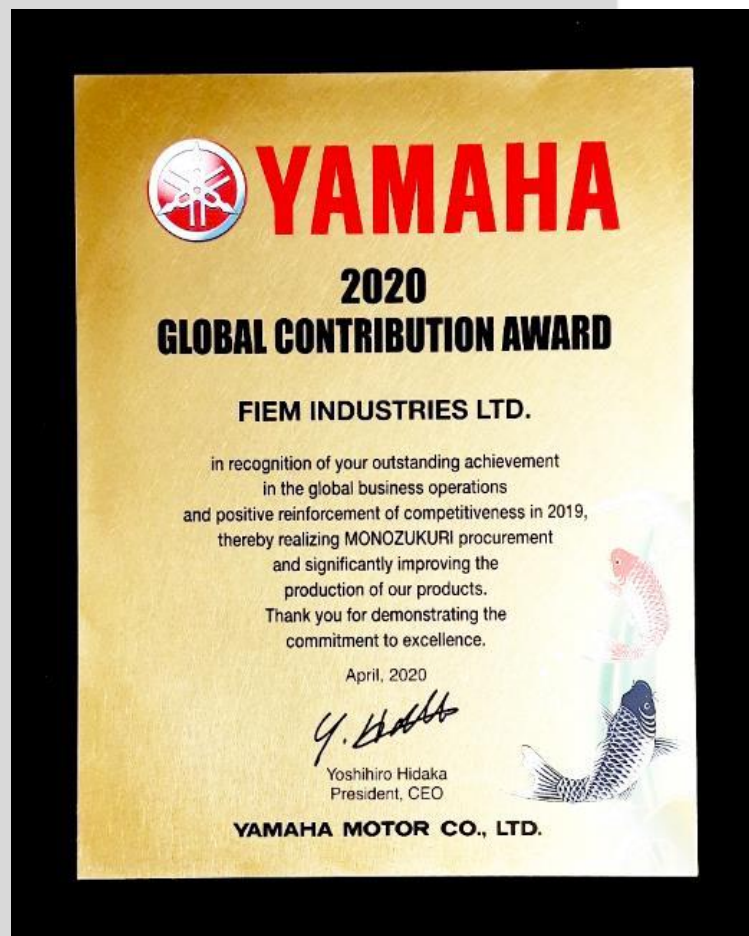 YAMAHA
2020
GLOBAL CONTRIBUTION AWARD
FIEM INDUSTRIES LTD.
in recognition of your outstanding achievement
in the global business operations
and positive reinforcement of competitiveness in 2019,
thereby realizing MONOZUKURI procurement
and significantly improving the
production of our products.
Thank you for demonstrating the
commitment to excellence.
April, 2020
Yoshihiro Hidaka
President, CEO
YAMAHA MOTOR CO., LTD.